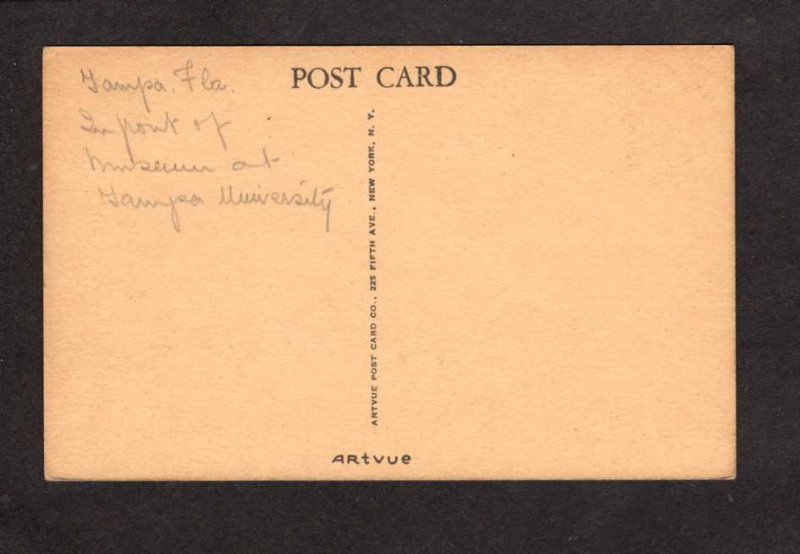 POST CARD
Tampa, Fla.
In front of
Museum at
Tampa University
ARTVUE POST CARD CO., 225 FIFTH AVE., NEW YORK, N. Y.
ARtvue